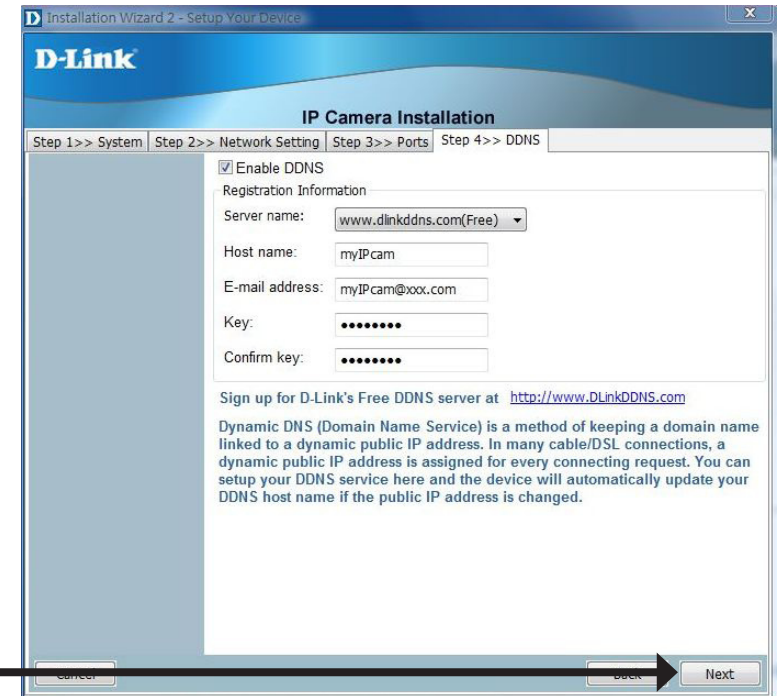 Installation Wizard 2 - Setup Your Device
D-Link
IP Camera Installation
Step 1>> System Step 2>> Network Setting Step 3>> Ports Step 4>> DDNS
Enable DDNS
Registration Information
Server name: www.dlinkddns.com(Free)
Host name: myIPcam
E-mail address: myIPcam@xxx.com
Key: ••••••••
Confirm key: ••••••••
Sign up for D-Link's Free DDNS server at http://www.DLinkDDNS.com
Dynamic DNS (Domain Name Service) is a method of keeping a domain name
linked to a dynamic public IP address. In many cable/DSL connections, a
dynamic public IP address is assigned for every connecting request. You can
setup your DDNS service here and the device will automatically update your
DDNS host name if the public IP address is changed.
Cancel Back Next